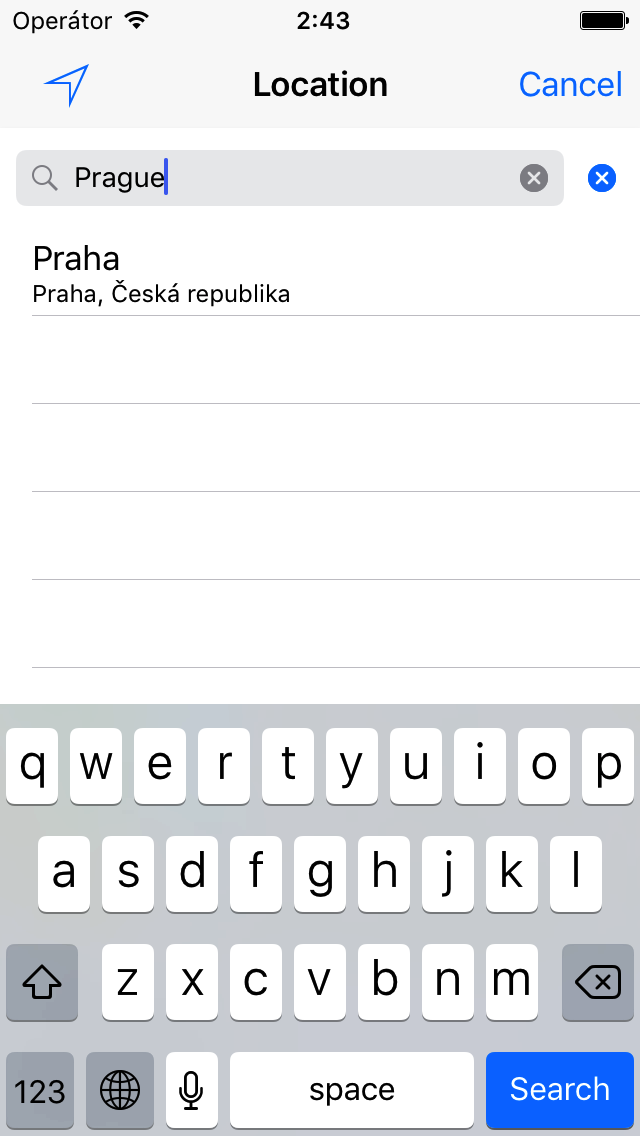 Operátor 2:43
Location Cancel
Prague
Praha
Praha, Česká republika
q w e r t y u i o p
a s d f g h j k l
z x c v b n m
123 space Search